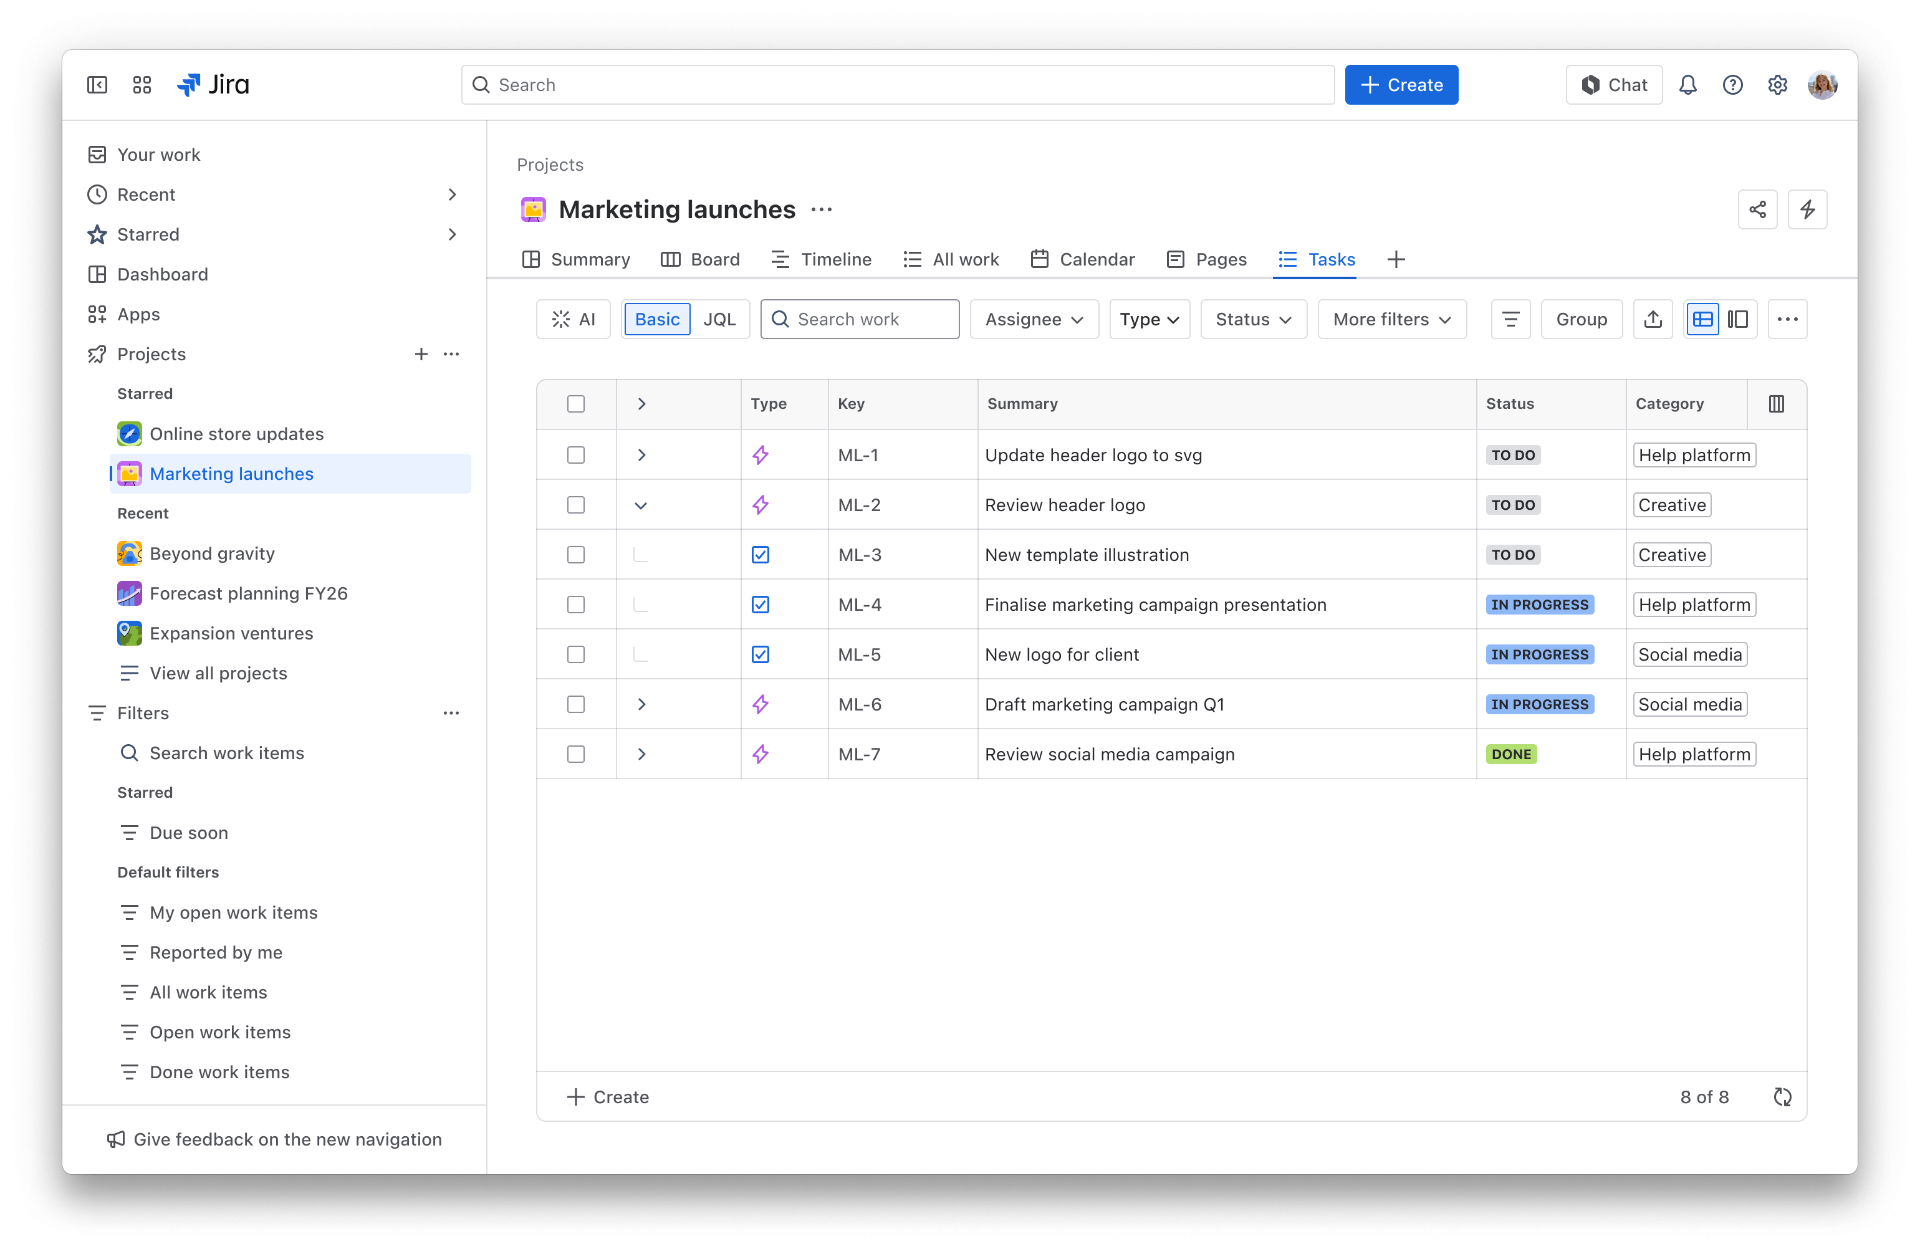 Jira
Search
Create
Chat
Your work
Recent
Starred
Dashboard
Apps
Projects
Starred
Online store updates
Marketing launches
Recent
Beyond gravity
Forecast planning FY26
Expansion ventures
View all projects
Filters
Search work items
Starred
Due soon
Default filters
My open work items
Reported by me
All work items
Open work items
Done work items
Give feedback on the new navigation
Projects
Marketing launches
Summary Board Timeline All work Calendar Pages Tasks
AI Basic JQL Search work Assignee Type Status More filters Group
Type Key Summary Status Category
ML-1 Update header logo to svg TO DO Help platform
ML-2 Review header logo TO DO Creative
ML-3 New template illustration TO DO Creative
ML-4 Finalise marketing campaign presentation IN PROGRESS Help platform
ML-5 New logo for client IN PROGRESS Social media
ML-6 Draft marketing campaign Q1 IN PROGRESS Social media
ML-7 Review social media campaign DONE Help platform
Create 8 of 8